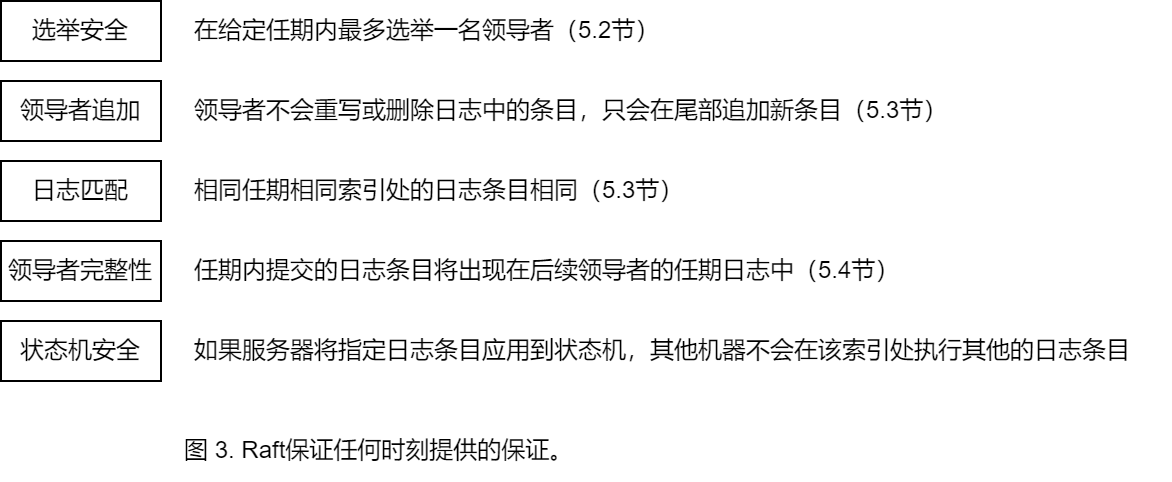 选举安全 在给定任期内最多选举一名领导者（5.2节）
领导者追加 领导者不会重写或删除日志中的条目，只会在尾部追加新条目（5.3节）
日志匹配 相同任期相同索引处的日志条目相同（5.3节）
领导者完整性 任期内提交的日志条目将出现在后续领导者的任期日志中（5.4节）
状态机安全 如果服务器将指定日志条目应用到状态机，其他机器不会在该索引处执行其他的日志条目
图 3. Raft保证任何时刻提供的保证。